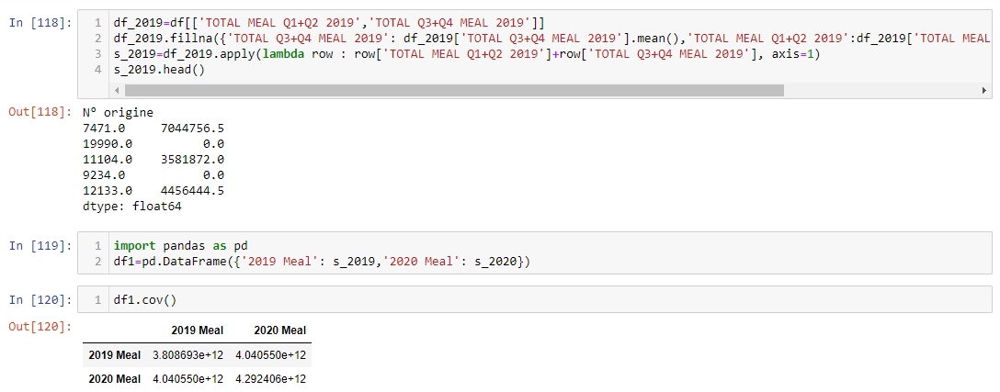 In [118]:
1 df_2019=df[['TOTAL MEAL Q1+Q2 2019','TOTAL Q3+Q4 MEAL 2019']]
2 df_2019.fillna({'TOTAL Q3+Q4 MEAL 2019': df_2019['TOTAL Q3+Q4 MEAL 2019'].mean(),'TOTAL MEAL Q1+Q2 2019':df_2019['TOTAL MEAL
3 s_2019=df_2019.apply(lambda row : row['TOTAL MEAL Q1+Q2 2019']+row['TOTAL Q3+Q4 MEAL 2019'], axis=1)
4 s_2019.head()
Out[118]: N° origine
7471.0 7044756.5
19990.0 0.0
11104.0 3581872.0
9234.0 0.0
12133.0 4456444.5
dtype: float64
In [119]:
1 import pandas as pd
2 df1=pd.DataFrame({'2019 Meal': s_2019,'2020 Meal': s_2020})
In [120]:
1 df1.cov()
Out[120]:
2019 Meal 2020 Meal
2019 Meal 3.808693e+12 4.040550e+12
2020 Meal 4.040550e+12 4.292406e+12